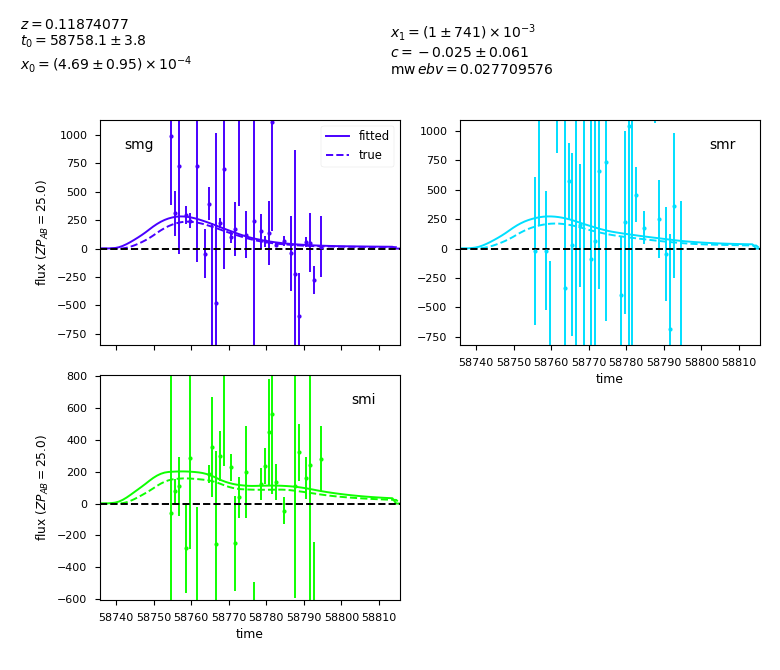 z = 0.11874077
t₀ = 58758.1 ± 3.8
x₀ = (4.69 ± 0.95) × 10⁻⁴
x₁ = (1 ± 741) × 10⁻³
c = −0.025 ± 0.061
mw ebv = 0.027709576
smg
fitted
true
1000
750
500
250
0
−250
−500
−750
flux (ZP_AB = 25.0)
smr
1000
750
500
250
0
−250
−500
−750
58740 58750 58760 58770 58780 58790 58800 58810
time
smi
800
600
400
200
0
−200
−400
−600
flux (ZP_AB = 25.0)
58740 58750 58760 58770 58780 58790 58800 58810
time